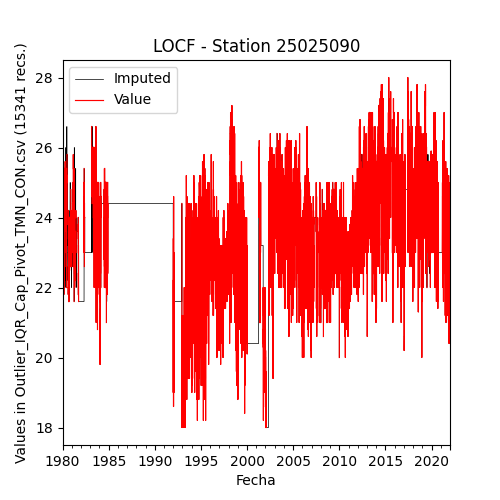 LOCF - Station 25025090
Imputed
Value
Values in Outlier_IQR_Cap_Pivot_TMN_CON.csv (15341 recs.)
28
26
24
22
20
18
1980 1985 1990 1995 2000 2005 2010 2015 2020
Fecha